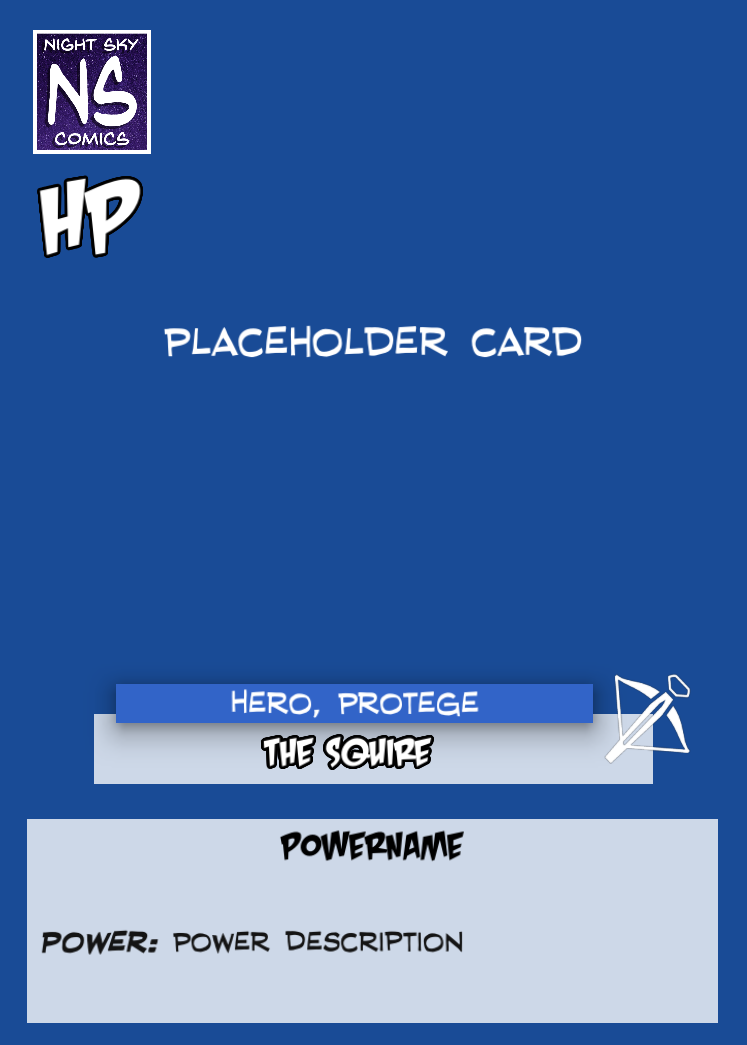 NIGHT SKY
NS
COMICS
HP
PLACEHOLDER CARD
HERO, PROTEGE
THE SQUIRE
POWERNAME
POWER: POWER DESCRIPTION